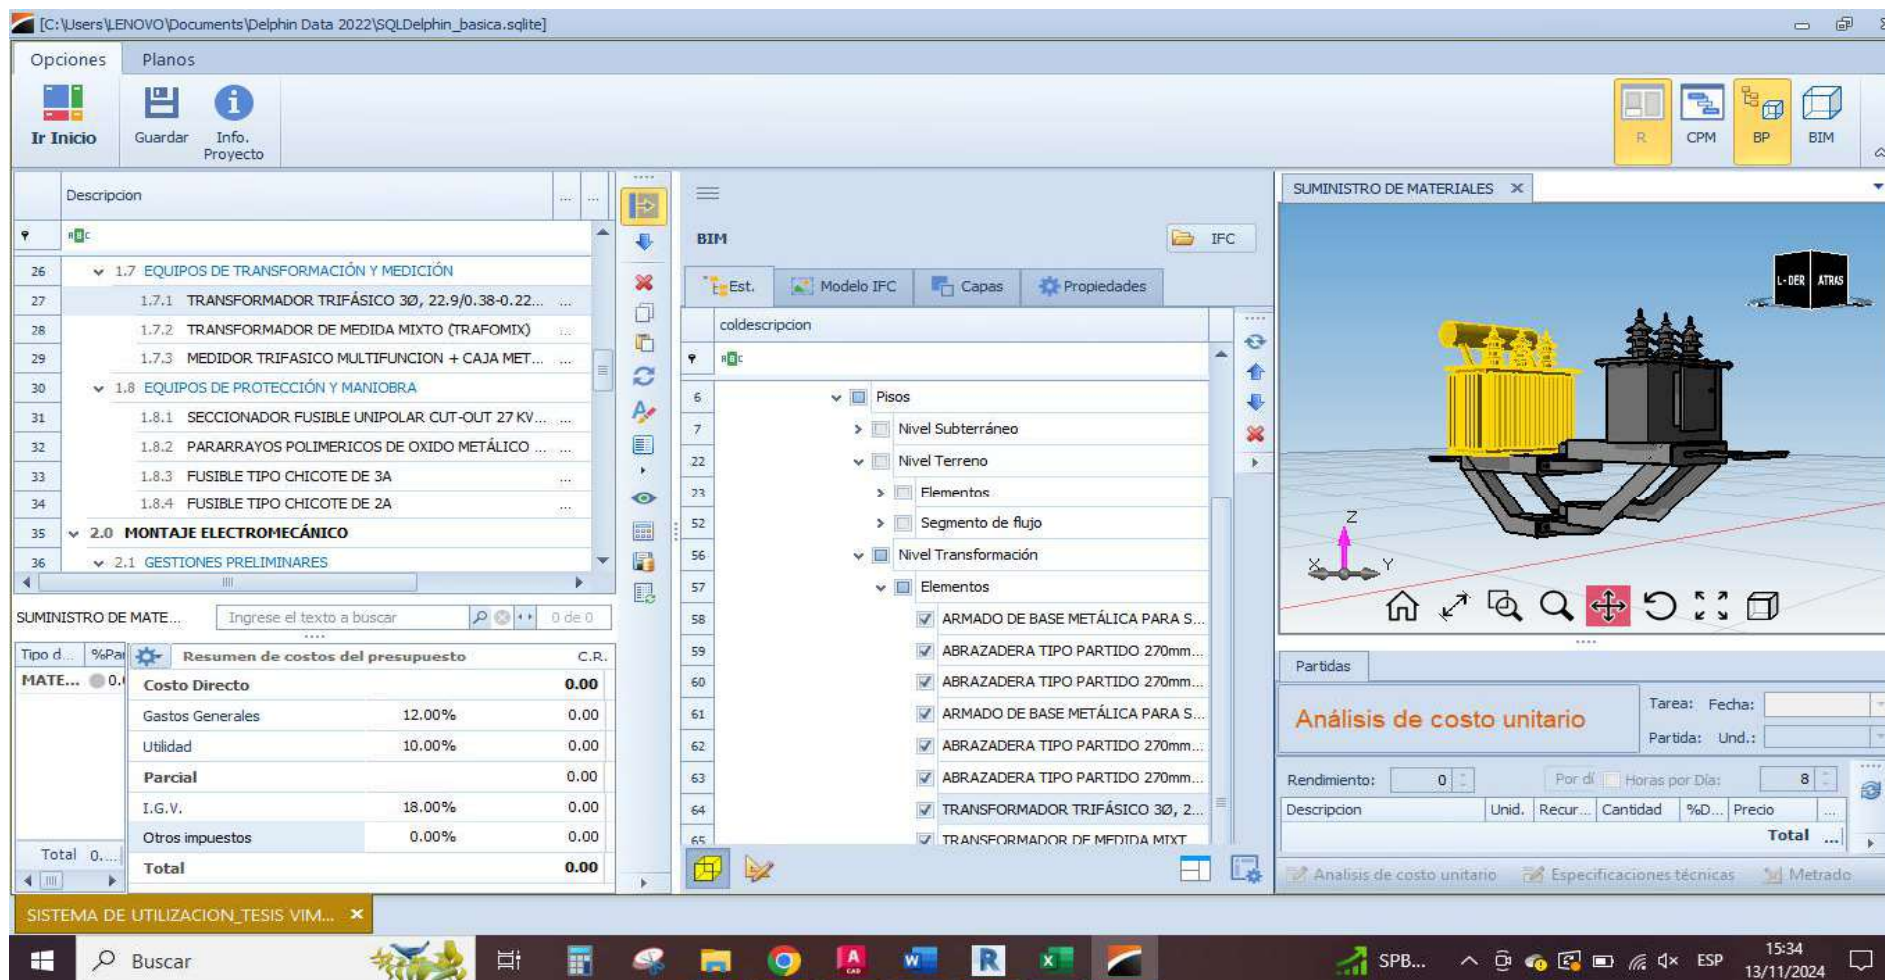 [C:\Users\LENOVO\Documents\Delphin Data 2022\SQLDelphin_basica.sqlite]
Opciones Planos
Ir Inicio Guardar Info. Proyecto R CPM BP BIM
Descripcion ... ...
26 1.7 EQUIPOS DE TRANSFORMACIÓN Y MEDICIÓN
27 1.7.1 TRANSFORMADOR TRIFÁSICO 3Ø, 22.9/0.38-0.22... ...
28 1.7.2 TRANSFORMADOR DE MEDIDA MIXTO (TRAFOMIX) ...
29 1.7.3 MEDIDOR TRIFASICO MULTIFUNCION + CAJA MET... ...
30 1.8 EQUIPOS DE PROTECCIÓN Y MANIOBRA
31 1.8.1 SECCIONADOR FUSIBLE UNIPOLAR CUT-OUT 27 KV... ...
32 1.8.2 PARARRAYOS POLIMERICOS DE OXIDO METÁLICO ... ...
33 1.8.3 FUSIBLE TIPO CHICOTE DE 3A ...
34 1.8.4 FUSIBLE TIPO CHICOTE DE 2A ...
35 2.0 MONTAJE ELECTROMECÁNICO
36 2.1 GESTIONES PRELIMINARES
SUMINISTRO DE MATE... Ingrese el texto a buscar 0 de 0
Tipo d... %Par
MATE... 0.
Total 0....
Resumen de costos del presupuesto C.R.
Costo Directo 0.00
Gastos Generales 12.00% 0.00
Utilidad 10.00% 0.00
Parcial 0.00
I.G.V. 18.00% 0.00
Otros impuestos 0.00% 0.00
Total 0.00
BIM IFC
Est. Modelo IFC Capas Propiedades
coldescripcion
6 Pisos
7 Nivel Subterráneo
22 Nivel Terreno
23 Elementos
52 Segmento de flujo
56 Nivel Transformación
57 Elementos
58 ARMADO DE BASE METÁLICA PARA S...
59 ABRAZADERA TIPO PARTIDO 270mm...
60 ABRAZADERA TIPO PARTIDO 270mm...
61 ARMADO DE BASE METÁLICA PARA S...
62 ABRAZADERA TIPO PARTIDO 270mm...
63 ABRAZADERA TIPO PARTIDO 270mm...
64 TRANSFORMADOR TRIFÁSICO 3Ø, 2...
65 TRANSFORMADOR DE MEDIDA MIXT
SUMINISTRO DE MATERIALES
L-DER ATRAS
Z
X Y
Partidas
Análisis de costo unitario
Tarea: Fecha:
Partida: Und.:
Rendimiento: 0 Por dí Horas por Día: 8
Descripcion Unid. Recur... Cantidad %D... Precio ...
Total ...
Analisis de costo unitario Especificaciones técnicas Metrado
SISTEMA DE UTILIZACION_TESIS VIM...
Buscar SPB... ESP 15:34
13/11/2024